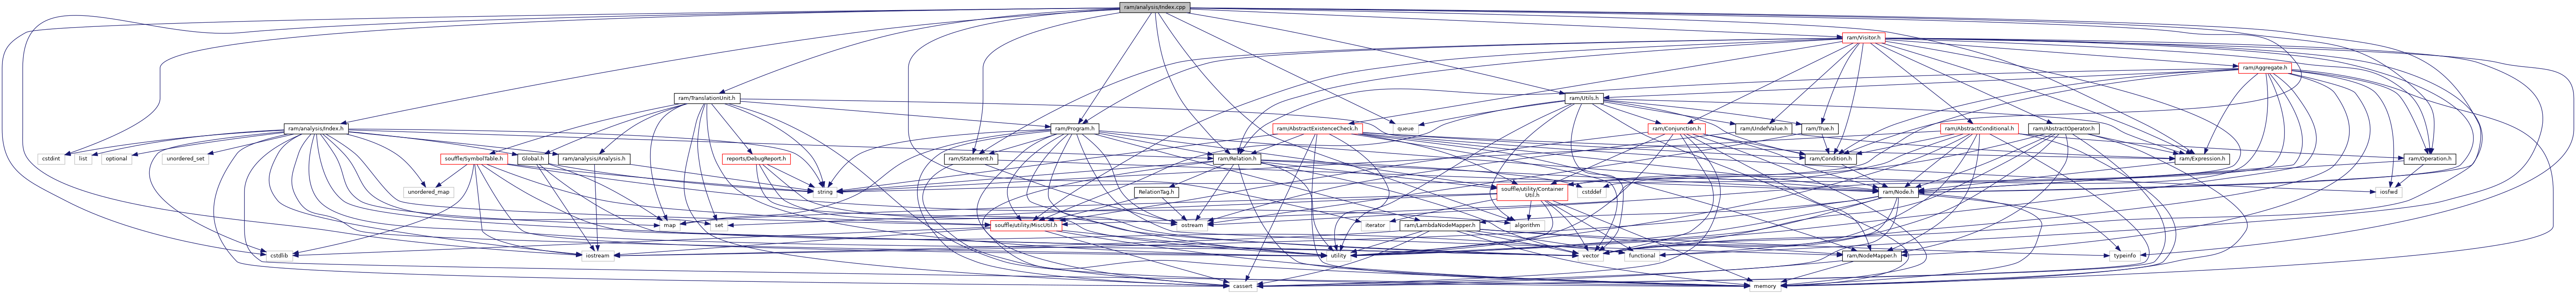 ram/analysis/Index.cpp
ram/Visitor.h
ram/Aggregate.h
ram/TranslationUnit.h
ram/Utils.h
ram/analysis/Index.h
ram/Program.h
ram/AbstractExistenceCheck.h
queue
ram/Conjunction.h
ram/UndefValue.h
ram/True.h
ram/AbstractConditional.h
ram/AbstractOperator.h
cstdint
list
optional
unordered_set
souffle/SymbolTable.h
Global.h
ram/analysis/Analysis.h
reports/DebugReport.h
ram/Statement.h
ram/Relation.h
ram/Condition.h
ram/Expression.h
ram/Operation.h
unordered_map
string
RelationTag.h
souffle/utility/Container
Util.h
cstddef
ram/Node.h
iosfwd
map
set
souffle/utility/MiscUtil.h
ostream
iterator
ram/LambdaNodeMapper.h
algorithm
cstdlib
iostream
utility
vector
functional
ram/NodeMapper.h
typeinfo
cassert
memory